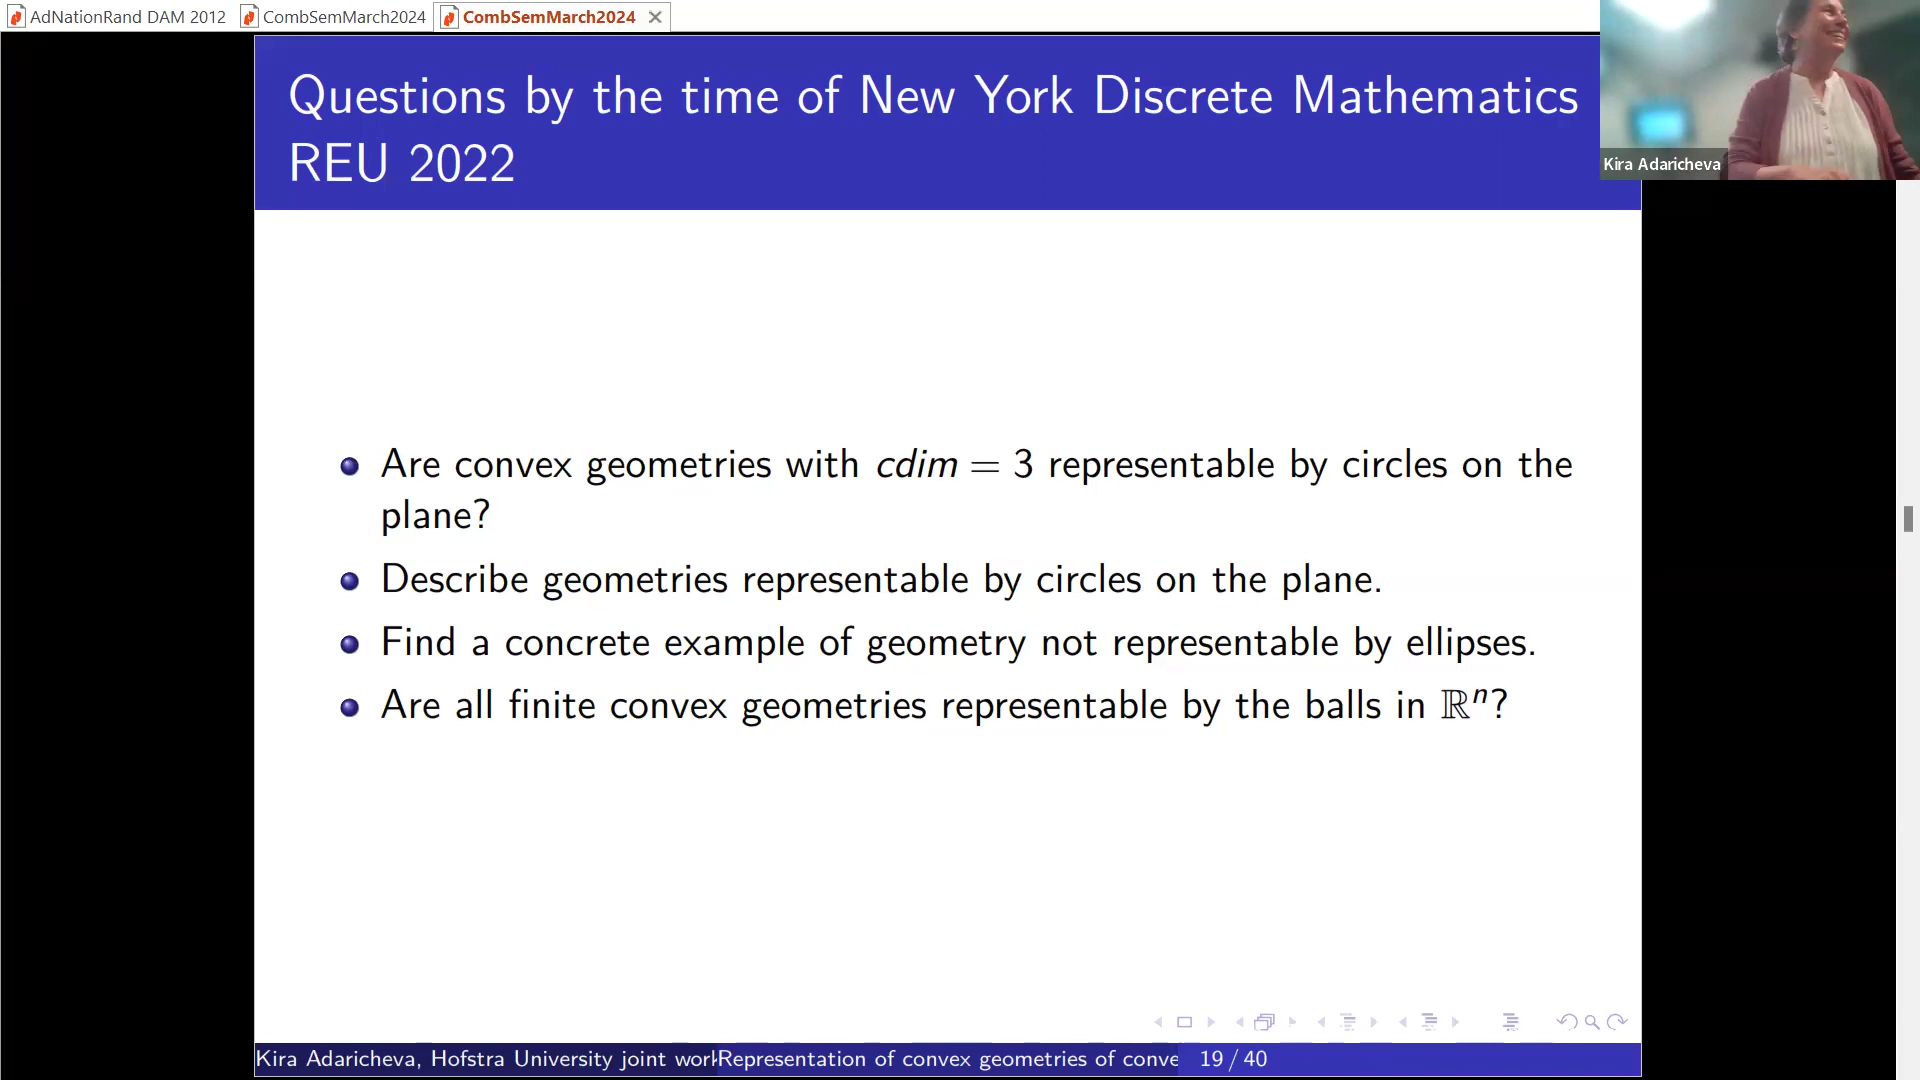 AdNationRand DAM 2012
CombSemMarch2024
CombSemMarch2024
Questions by the time of New York Discrete Mathematics
REU 2022
Kira Adaricheva
Are convex geometries with cdim = 3 representable by circles on the
plane?
Describe geometries representable by circles on the plane.
Find a concrete example of geometry not representable by ellipses.
Are all finite convex geometries representable by the balls in ℝⁿ?
Kira Adaricheva, Hofstra University joint work
Representation of convex geometries of conve
19 / 40